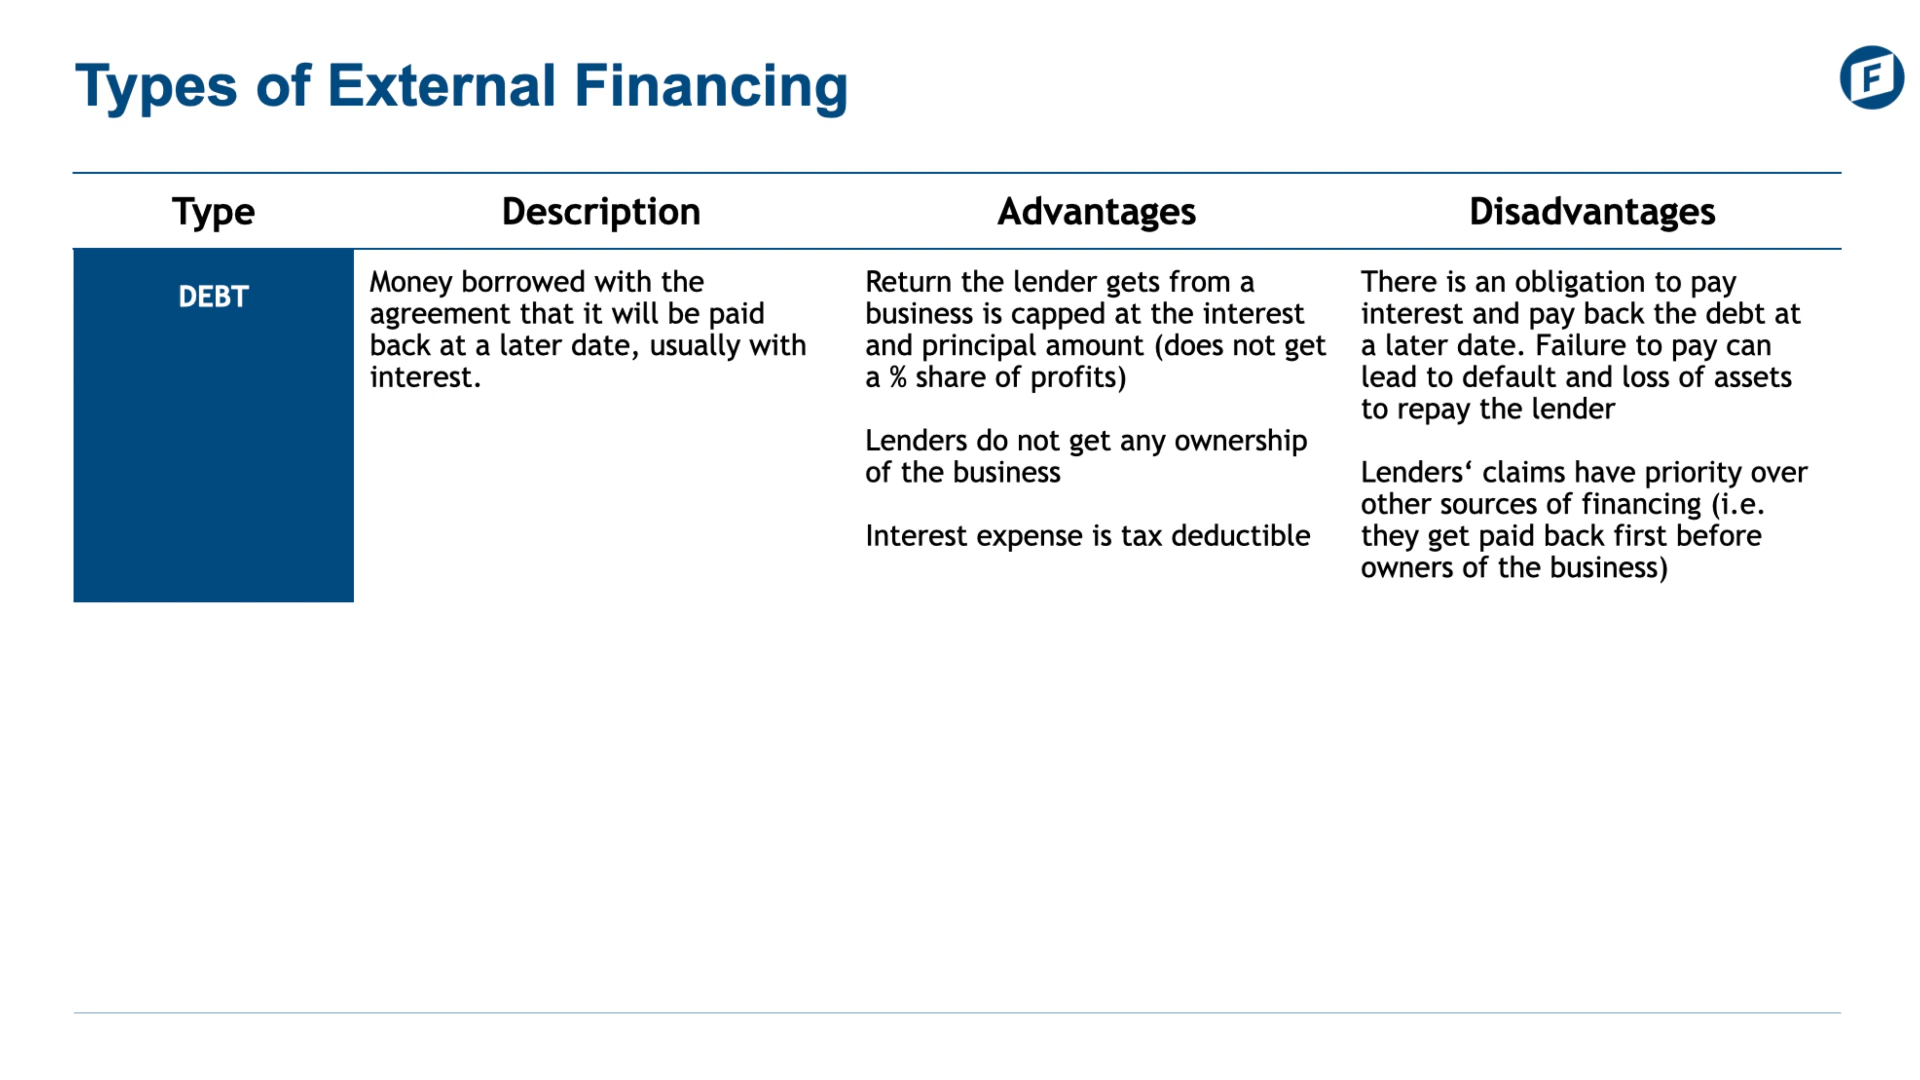 Types of External Financing
F
Type
Description
Advantages
Disadvantages
DEBT
Money borrowed with the
agreement that it will be paid
back at a later date, usually with
interest.
Return the lender gets from a
business is capped at the interest
and principal amount (does not get
a % share of profits)
Lenders do not get any ownership
of the business
Interest expense is tax deductible
There is an obligation to pay
interest and pay back the debt at
a later date. Failure to pay can
lead to default and loss of assets
to repay the lender
Lenders‘ claims have priority over
other sources of financing (i.e.
they get paid back first before
owners of the business)